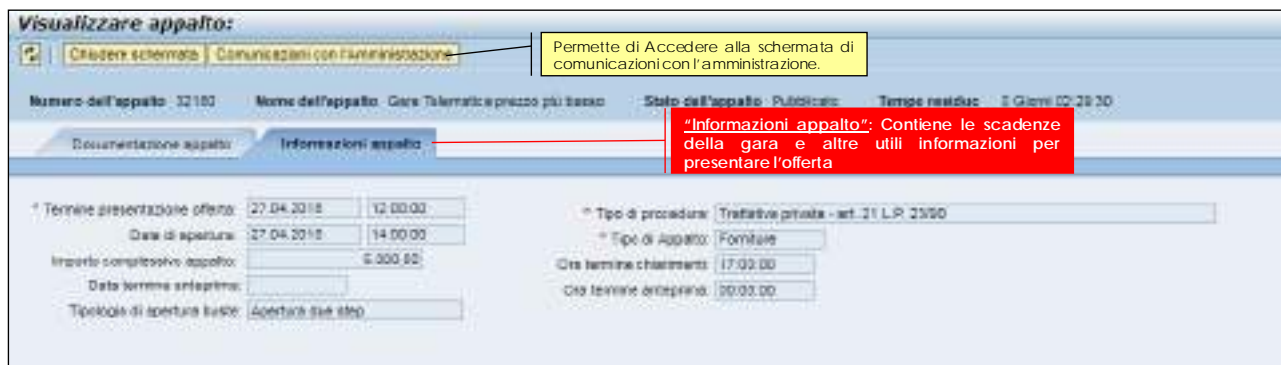 Visualizzare appalto:
Chiudere schermata Comunicazioni con l'Amministrazione
Permette di Accedere alla schermata di
comunicazioni con l'amministrazione.
Numero dell'appalto Nome dell'appalto Gara Telematica prezzo più basso Stato dell'appalto Pubblicato Tempo residuo Giorni
"Informazioni appalto": Contiene le scadenze
della gara e altre utili informazioni per
presentare l'offerta
Documentazione appalto Informazioni appalto
* Termine presentazione offerta: 27.04.2018 12:00:00
Data di apertura: 27.04.2018 14:00:00
Importo complessivo appalto:
Data termine anteprima:
Tipologia di apertura buste: Apertura due step
* Tipo di procedura: Trattativa privata - art. 21 L.P. 23/90
* Tipo di Appalto: Forniture
Ora termine chiarimenti: 17:00:00
Ora termine anteprima: 00:00:00